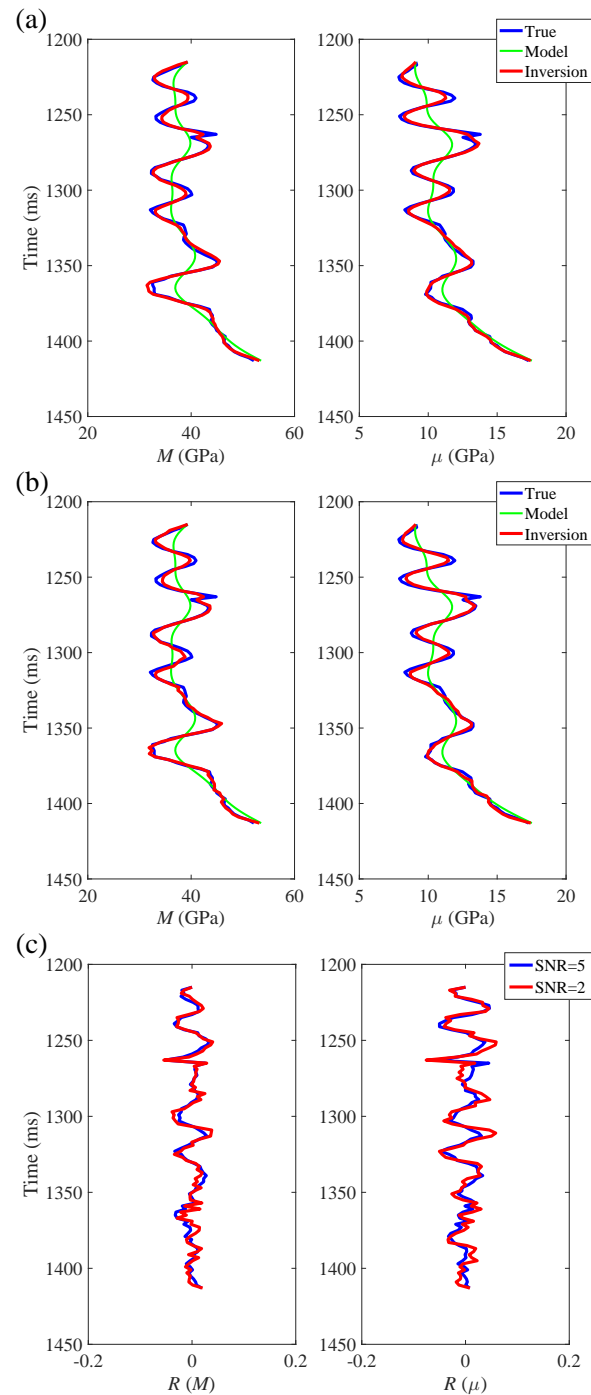 (a)
True
Model
Inversion
1200
1250
1300
1350
1400
1450
Time (ms)
20 40 60
M (GPa)
1200
1250
1300
1350
1400
1450
5 10 15 20
μ (GPa)
(b)
True
Model
Inversion
1200
1250
1300
1350
1400
1450
Time (ms)
20 40 60
M (GPa)
1200
1250
1300
1350
1400
1450
5 10 15 20
μ (GPa)
(c)
SNR=5
SNR=2
1200
1250
1300
1350
1400
1450
Time (ms)
-0.2 0 0.2
R (M)
1200
1250
1300
1350
1400
1450
-0.2 0 0.2
R (μ)